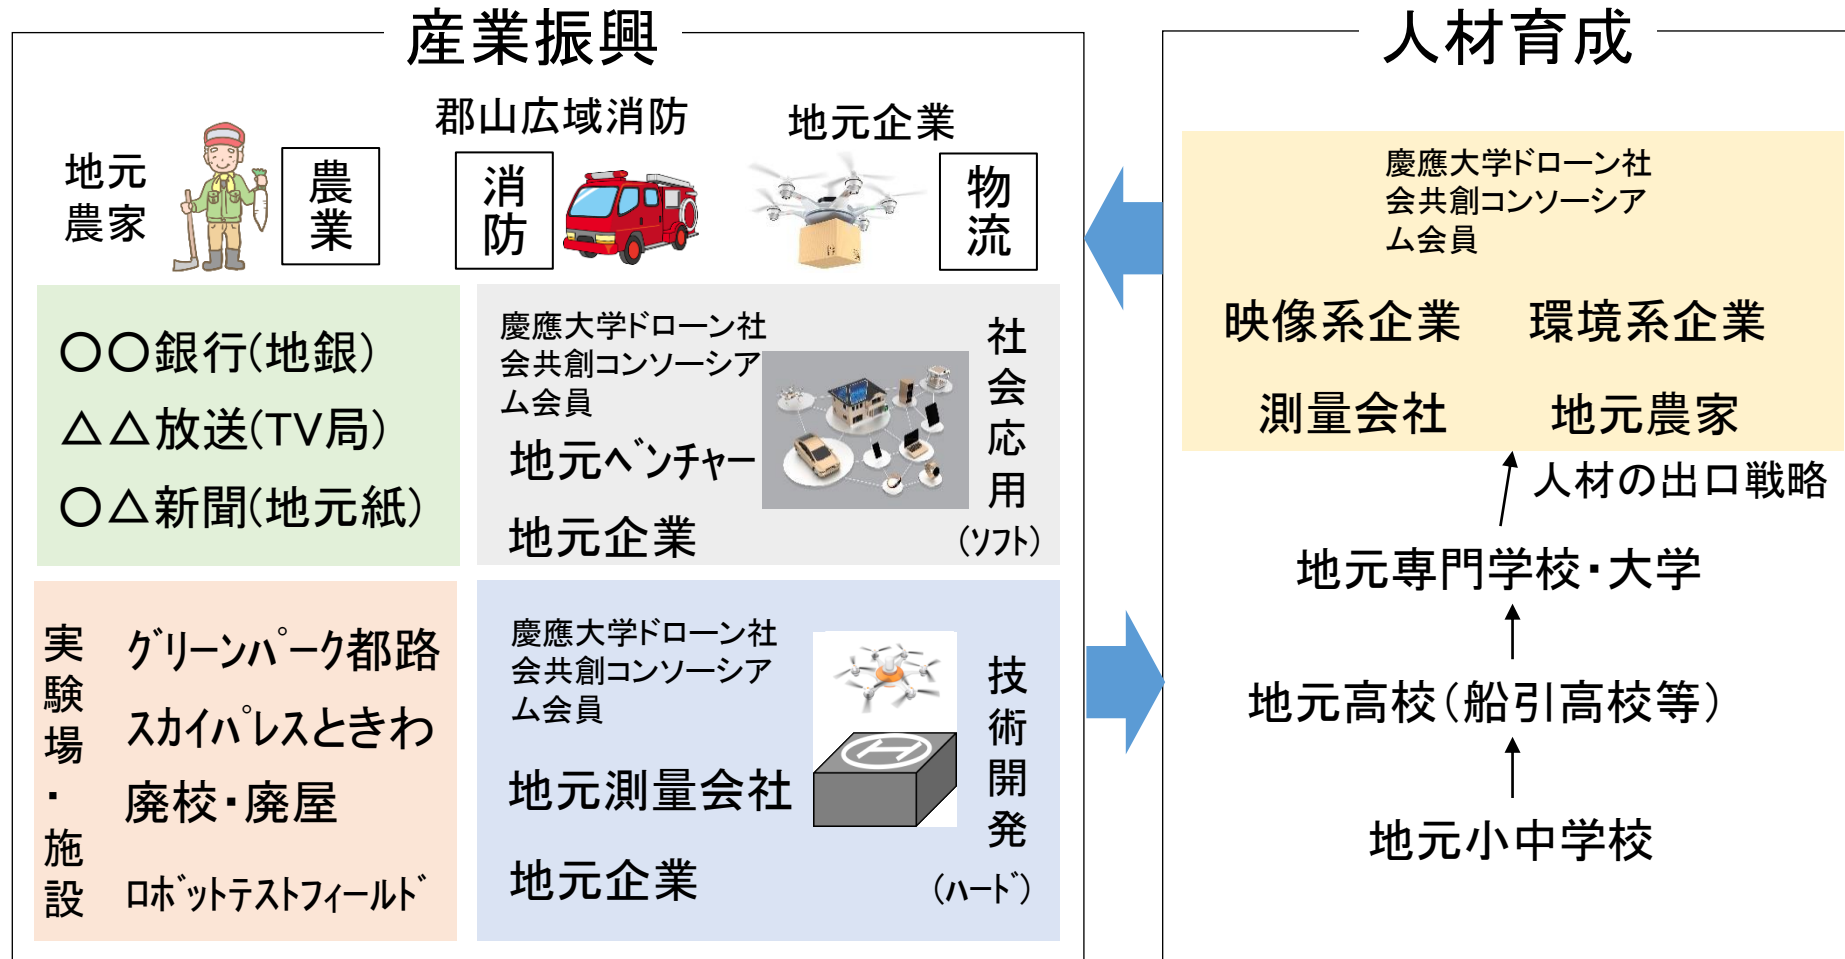 産業振興
地元
農家
農業
郡山広域消防
消防
地元企業
物流
〇〇銀行(地銀)
△△放送(TV局)
〇△新聞(地元紙)
慶應大学ドローン社
会共創コンソーシア
ム会員
地元ベンチャー
地元企業
社会応用
(ソフト)
実験場・施設
グリーンパーク都路
スカイパレスときわ
廃校・廃屋
ロボットテストフィールド
慶應大学ドローン社
会共創コンソーシア
ム会員
地元測量会社
地元企業
技術開発
(ハード)
人材育成
慶應大学ドローン社
会共創コンソーシア
ム会員
映像系企業 環境系企業
測量会社 地元農家
人材の出口戦略
地元専門学校・大学
地元高校(船引高校等)
地元小中学校